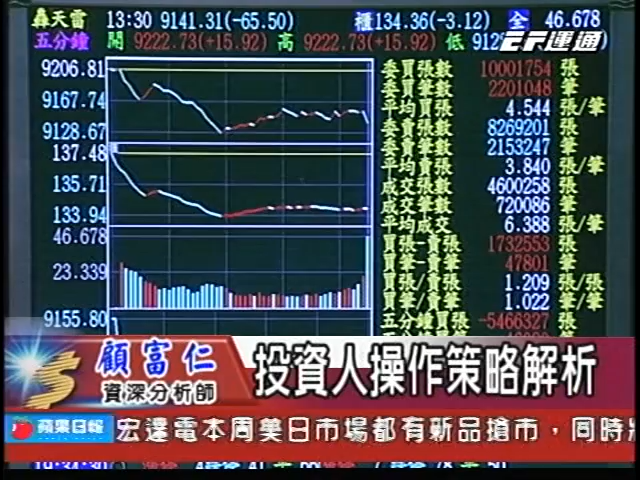 轟天雷 13:30 9141.31(-65.50) 櫃134.36(-3.12) 全 46.678
五分鐘 開 9222.73(+15.92) 高 9222.73(+15.92) 低 912
EF運通
9206.81
9167.74
9128.67
137.48
135.71
133.94
46.678
23.339
9155.80
委買張數 10001754 張
委買筆數 2201048 筆
平均買張 4.544 張/筆
委賣張數 8269201 張
委賣筆數 2153247 筆
平均賣張 3.840 張/筆
成交張數 4600258 張
成交筆數 720086 筆
平均成交 6.388 張/筆
買張-賣張 1732553 張
買筆-賣筆 47801 筆
買張/賣張 1.209 張/張
買筆/賣筆 1.022 筆/筆
五分鐘買張 -5466327 張
顧富仁
資深分析師
投資人操作策略解析
蘋果日報
宏達電本周美日市場都有新品搶市，同時將